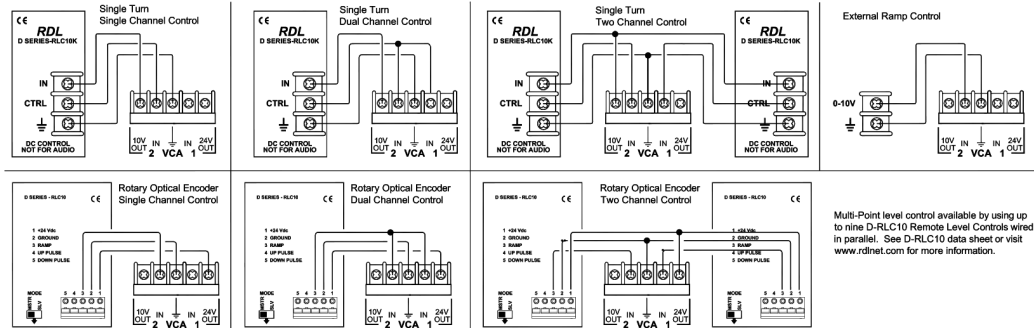 Single Turn
Single Channel Control
CE
RDL
D SERIES-RLC10K
IN
CTRL
DC CONTROL
NOT FOR AUDIO
10V OUT IN IN 24V OUT
2 VCA 1
Single Turn
Dual Channel Control
CE
RDL
D SERIES-RLC10K
IN
CTRL
DC CONTROL
NOT FOR AUDIO
10V OUT IN IN 24V OUT
2 VCA 1
Single Turn
Two Channel Control
CE
RDL
D SERIES-RLC10K
IN
CTRL
DC CONTROL
NOT FOR AUDIO
10V OUT IN IN 24V OUT
2 VCA 1
CE
RDL
D SERIES-RLC10K
IN
CTRL
DC CONTROL
NOT FOR AUDIO
External Ramp Control
0-10V
10V OUT IN IN 24V OUT
2 VCA 1
Rotary Optical Encoder
Single Channel Control
D SERIES - RLC10 CE
1 +24 Vdc
2 GROUND
3 RAMP
4 UP PULSE
5 DOWN PULSE
MODE
MSTR
SLV
5 4 3 2 1
10V OUT IN IN 24V OUT
2 VCA 1
Rotary Optical Encoder
Dual Channel Control
D SERIES - RLC10 CE
1 +24 Vdc
2 GROUND
3 RAMP
4 UP PULSE
5 DOWN PULSE
MODE
MSTR
SLV
5 4 3 2 1
10V OUT IN IN 24V OUT
2 VCA 1
Rotary Optical Encoder
Two Channel Control
D SERIES - RLC10 CE
1 +24 Vdc
2 GROUND
3 RAMP
4 UP PULSE
5 DOWN PULSE
MODE
MSTR
SLV
5 4 3 2 1
10V OUT IN IN 24V OUT
2 VCA 1
D SERIES - RLC10 CE
1 +24 Vdc
2 GROUND
3 RAMP
4 UP PULSE
5 DOWN PULSE
MODE
MSTR
SLV
5 4 3 2 1
Multi-Point level control available by using up
to nine D-RLC10 Remote Level Controls wired
in parallel. See D-RLC10 data sheet or visit
www.rdlnet.com for more information.